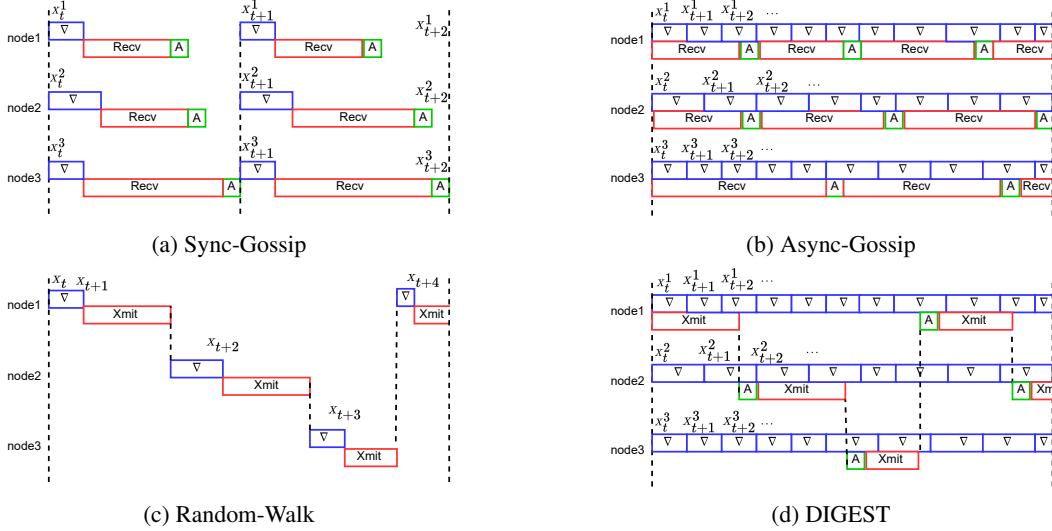 x_t^1 x_{t+1}^1 x_{t+2}^1
node1 ∇ ∇
Recv A Recv A
x_t^2 x_{t+1}^2 x_{t+2}^2
node2 ∇ ∇
Recv A Recv A
x_t^3 x_{t+1}^3 x_{t+2}^3
node3 ∇ ∇
Recv A Recv A
(a) Sync-Gossip
x_t^1 x_{t+1}^1 x_{t+2}^1 ...
node1 ∇ ∇ ∇ ∇ ∇ ∇ ∇ ∇ ∇ ∇ ∇
Recv A Recv A Recv A Recv
x_t^2 x_{t+1}^2 x_{t+2}^2 ...
node2 ∇ ∇ ∇ ∇ ∇ ∇ ∇ ∇
Recv A Recv A Recv A
x_t^3 x_{t+1}^3 x_{t+2}^3 ...
node3 ∇ ∇ ∇ ∇ ∇ ∇ ∇ ∇ ∇ ∇
Recv A Recv A Recv
(b) Async-Gossip
x_t x_{t+1} x_{t+4}
node1 ∇ ∇
Xmit Xmit
x_{t+2}
node2 ∇
Xmit
x_{t+3}
node3 ∇
Xmit
(c) Random-Walk
x_t^1 x_{t+1}^1 x_{t+2}^1 ...
node1 ∇ ∇ ∇ ∇ ∇ ∇ ∇ ∇ ∇ ∇ ∇
Xmit A Xmit
x_t^2 x_{t+1}^2 x_{t+2}^2 ...
node2 ∇ ∇ ∇ ∇ ∇ ∇ ∇ ∇
A Xmit A Xm
x_t^3 x_{t+1}^3 x_{t+2}^3 ...
node3 ∇ ∇ ∇ ∇ ∇ ∇ ∇ ∇ ∇ ∇
A Xmit
(d) DIGEST